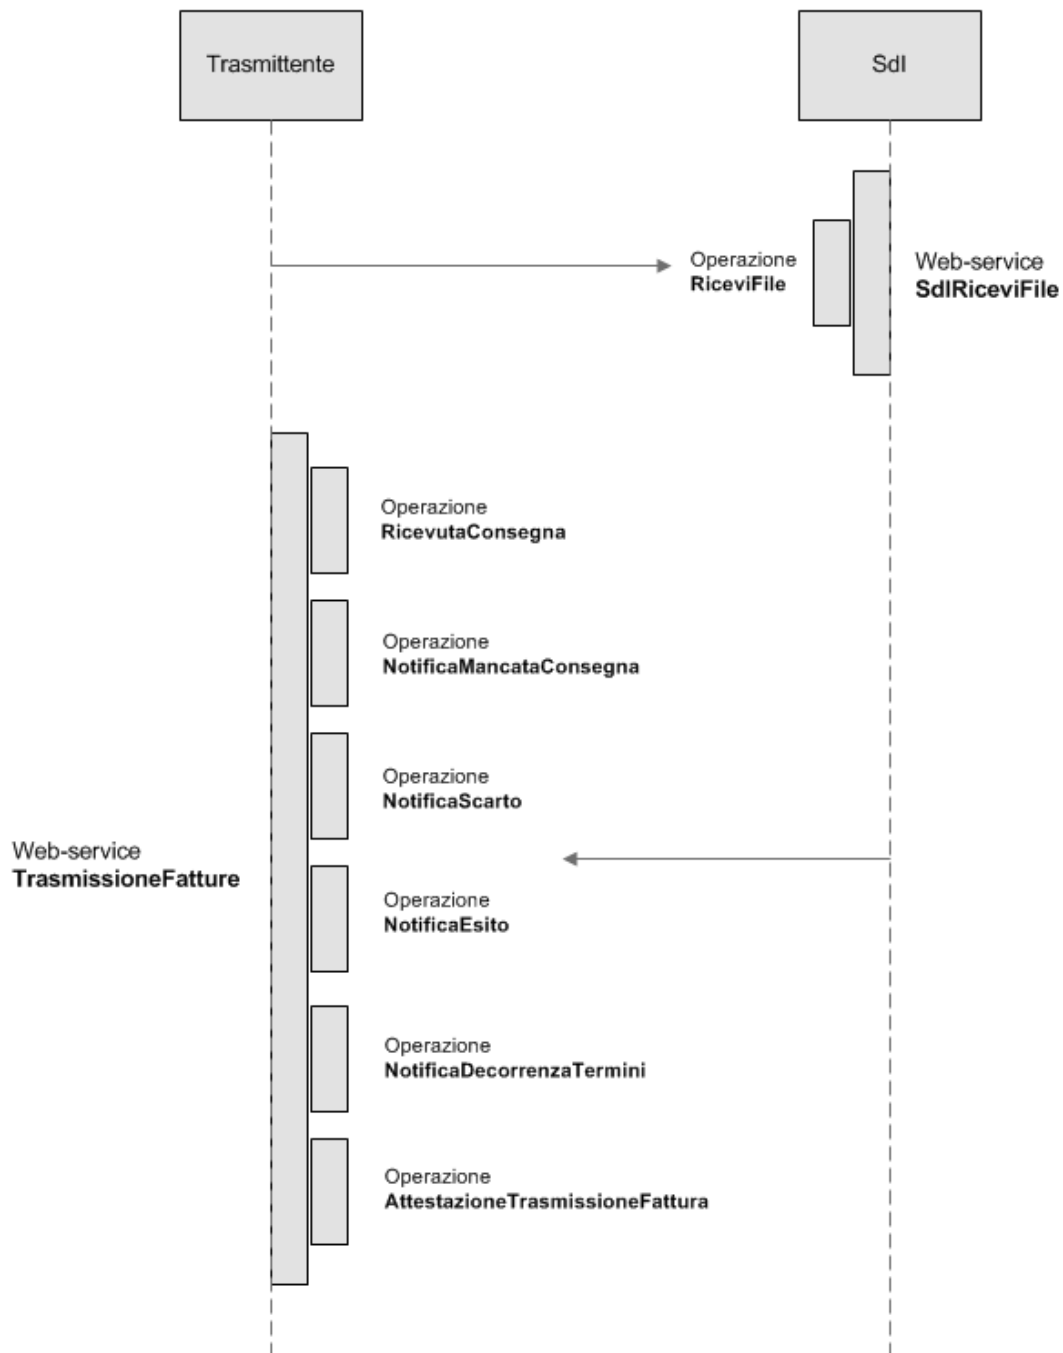 Trasmittente
SdI
Operazione
RiceviFile
Web-service
SdIRiceviFile
Operazione
RicevutaConsegna
Operazione
NotificaMancataConsegna
Operazione
NotificaScarto
Web-service
TrasmissioneFatture
Operazione
NotificaEsito
Operazione
NotificaDecorrenzaTermini
Operazione
AttestazioneTrasmissioneFattura